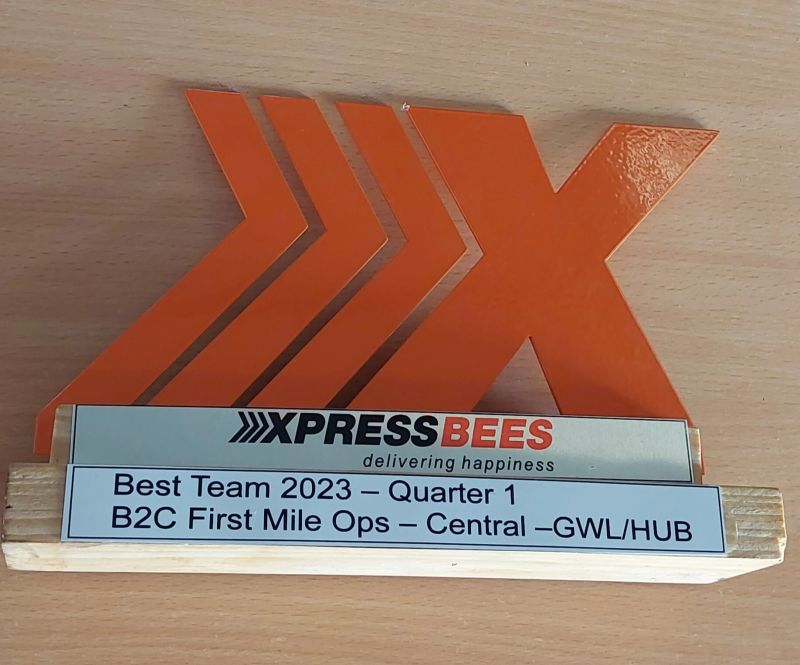 XPRESSBEES
delivering happiness
Best Team 2023 – Quarter 1
B2C First Mile Ops – Central –GWL/HUB